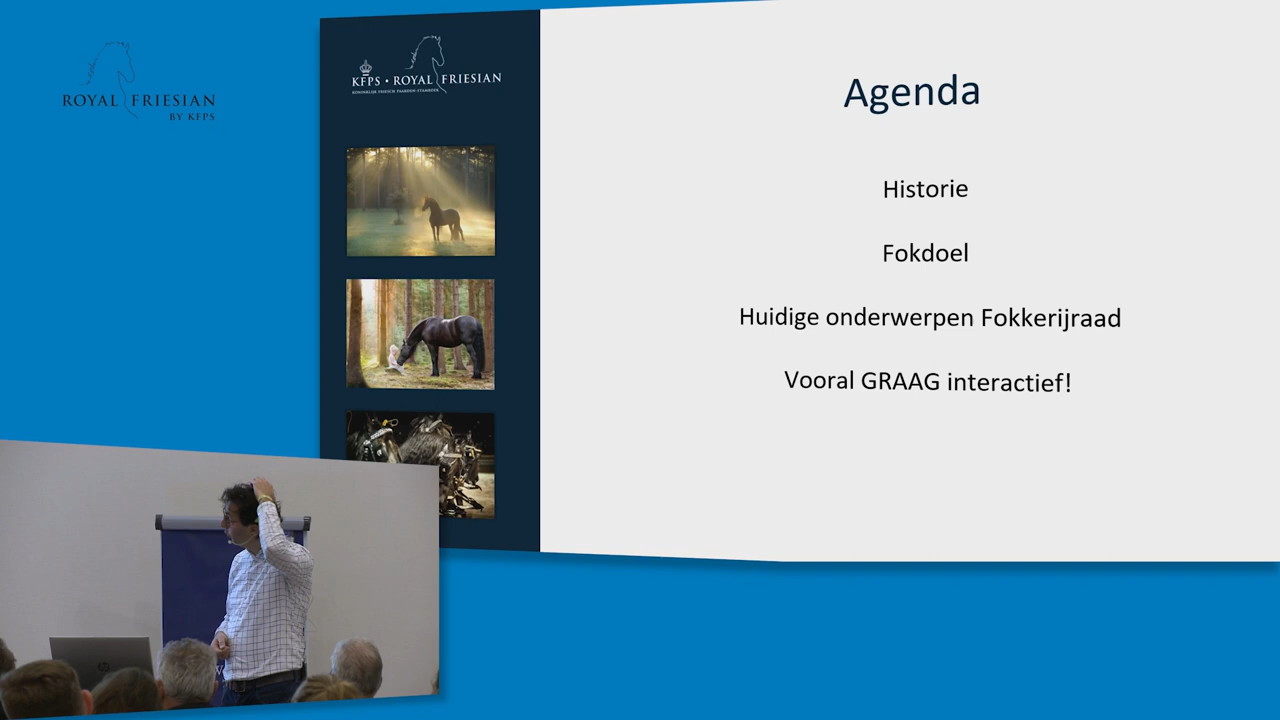 ROYAL FRIESIAN
BY KFPS
KFPS • ROYAL FRIESIAN
KONINKLIJK FRIESCH PAARDEN-STAMBOEK
Agenda
Historie
Fokdoel
Huidige onderwerpen Fokkerijraad
Vooral GRAAG interactief!
hp